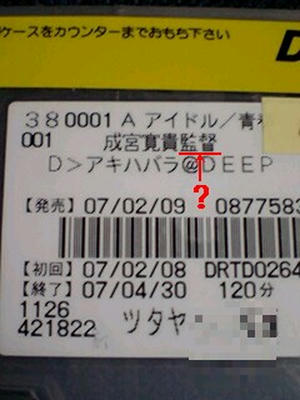 ケースをカウンターまでおもち下さい
D
380001 A アイドル/青春
001 成宮寛貴監督
D>アキハバラ@DEEP
?
【発売】 07/02/09 0877583
【初回】 07/02/08 DRTD0264
【終了】 07/04/30 120分
1126 ツタヤ
421822